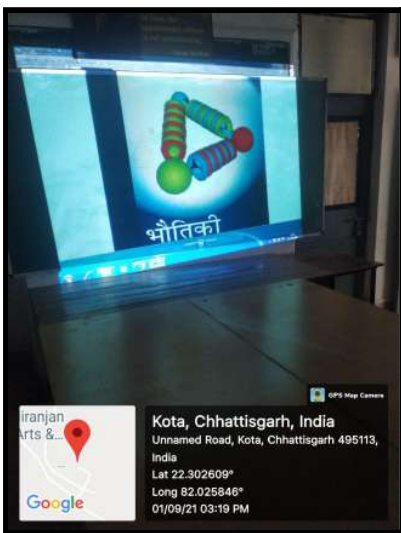 भौतिकी
GPS Map Camera
iranjan
Arts &...
Google
Kota, Chhattisgarh, India
Unnamed Road, Kota, Chhattisgarh 495113,
India
Lat 22.302609°
Long 82.025846°
01/09/21 03:19 PM